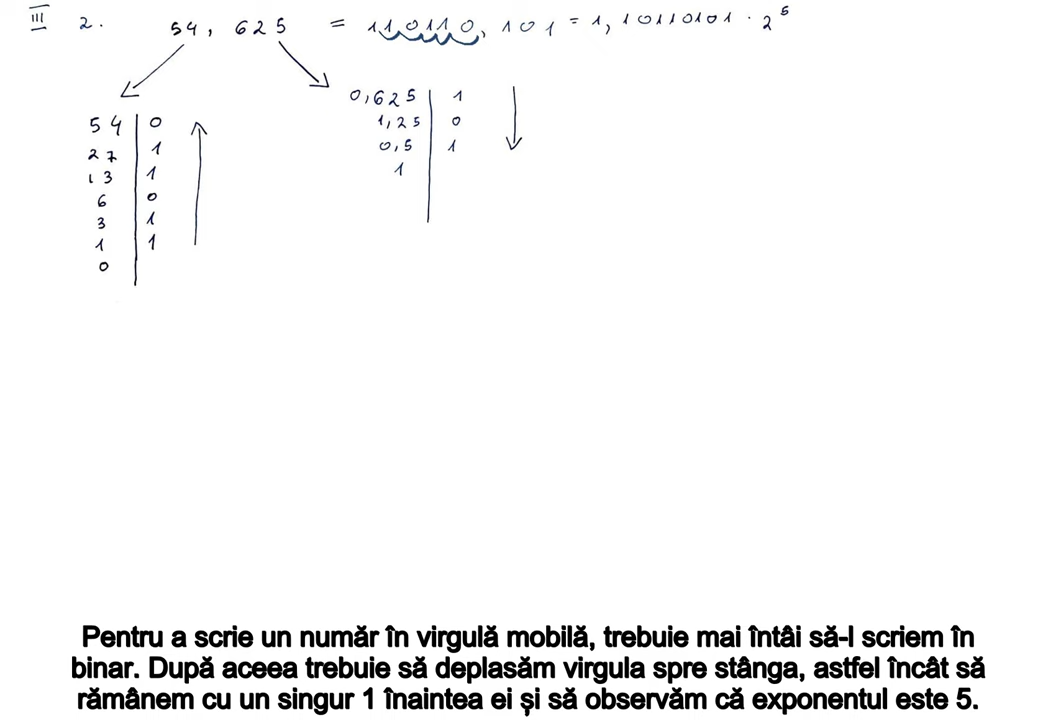 III 2. 54, 625 = 110110, 101 = 1, 10110101 · 2^5
54 | 0
27 | 1
13 | 1
6 | 0
3 | 1
1 | 1
0
0,625 | 1
1,25 | 0
0,5 | 1
1
Pentru a scrie un număr în virgulă mobilă, trebuie mai întâi să-l scriem în
binar. După aceea trebuie să deplasăm virgula spre stânga, astfel încât să
rămânem cu un singur 1 înaintea ei și să observăm că exponentul este 5.